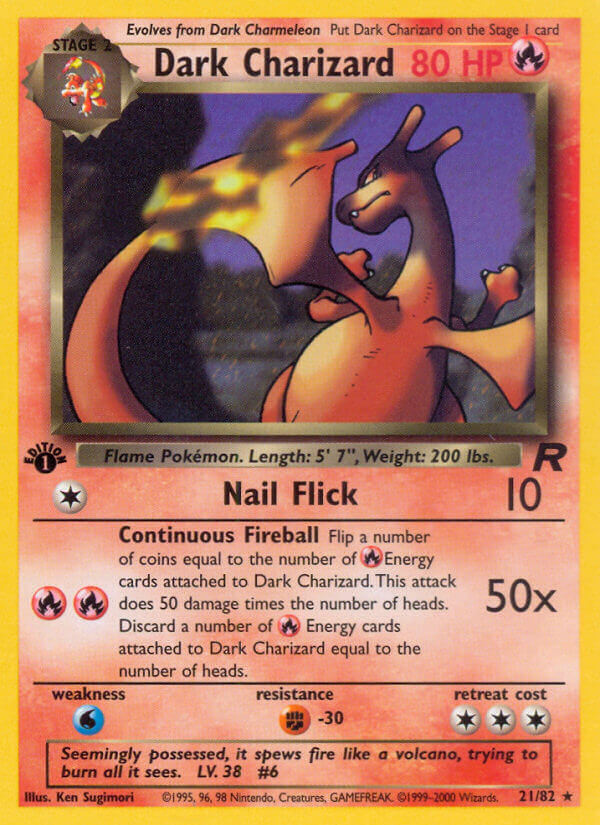 Evolves from Dark Charmeleon Put Dark Charizard on the Stage 1 card
STAGE 2
Dark Charizard 80 HP
Flame Pokémon. Length: 5' 7", Weight: 200 lbs.
EDITION
1
R
Nail Flick 10
Continuous Fireball Flip a number
of coins equal to the number of Energy
cards attached to Dark Charizard. This attack
does 50 damage times the number of heads.
Discard a number of Energy cards
attached to Dark Charizard equal to the
number of heads.
50x
weakness resistance retreat cost
-30
Seemingly possessed, it spews fire like a volcano, trying to
burn all it sees. LV. 38 #6
Illus. Ken Sugimori ©1995, 96, 98 Nintendo, Creatures, GAMEFREAK. ©1999-2000 Wizards. 21/82 ★